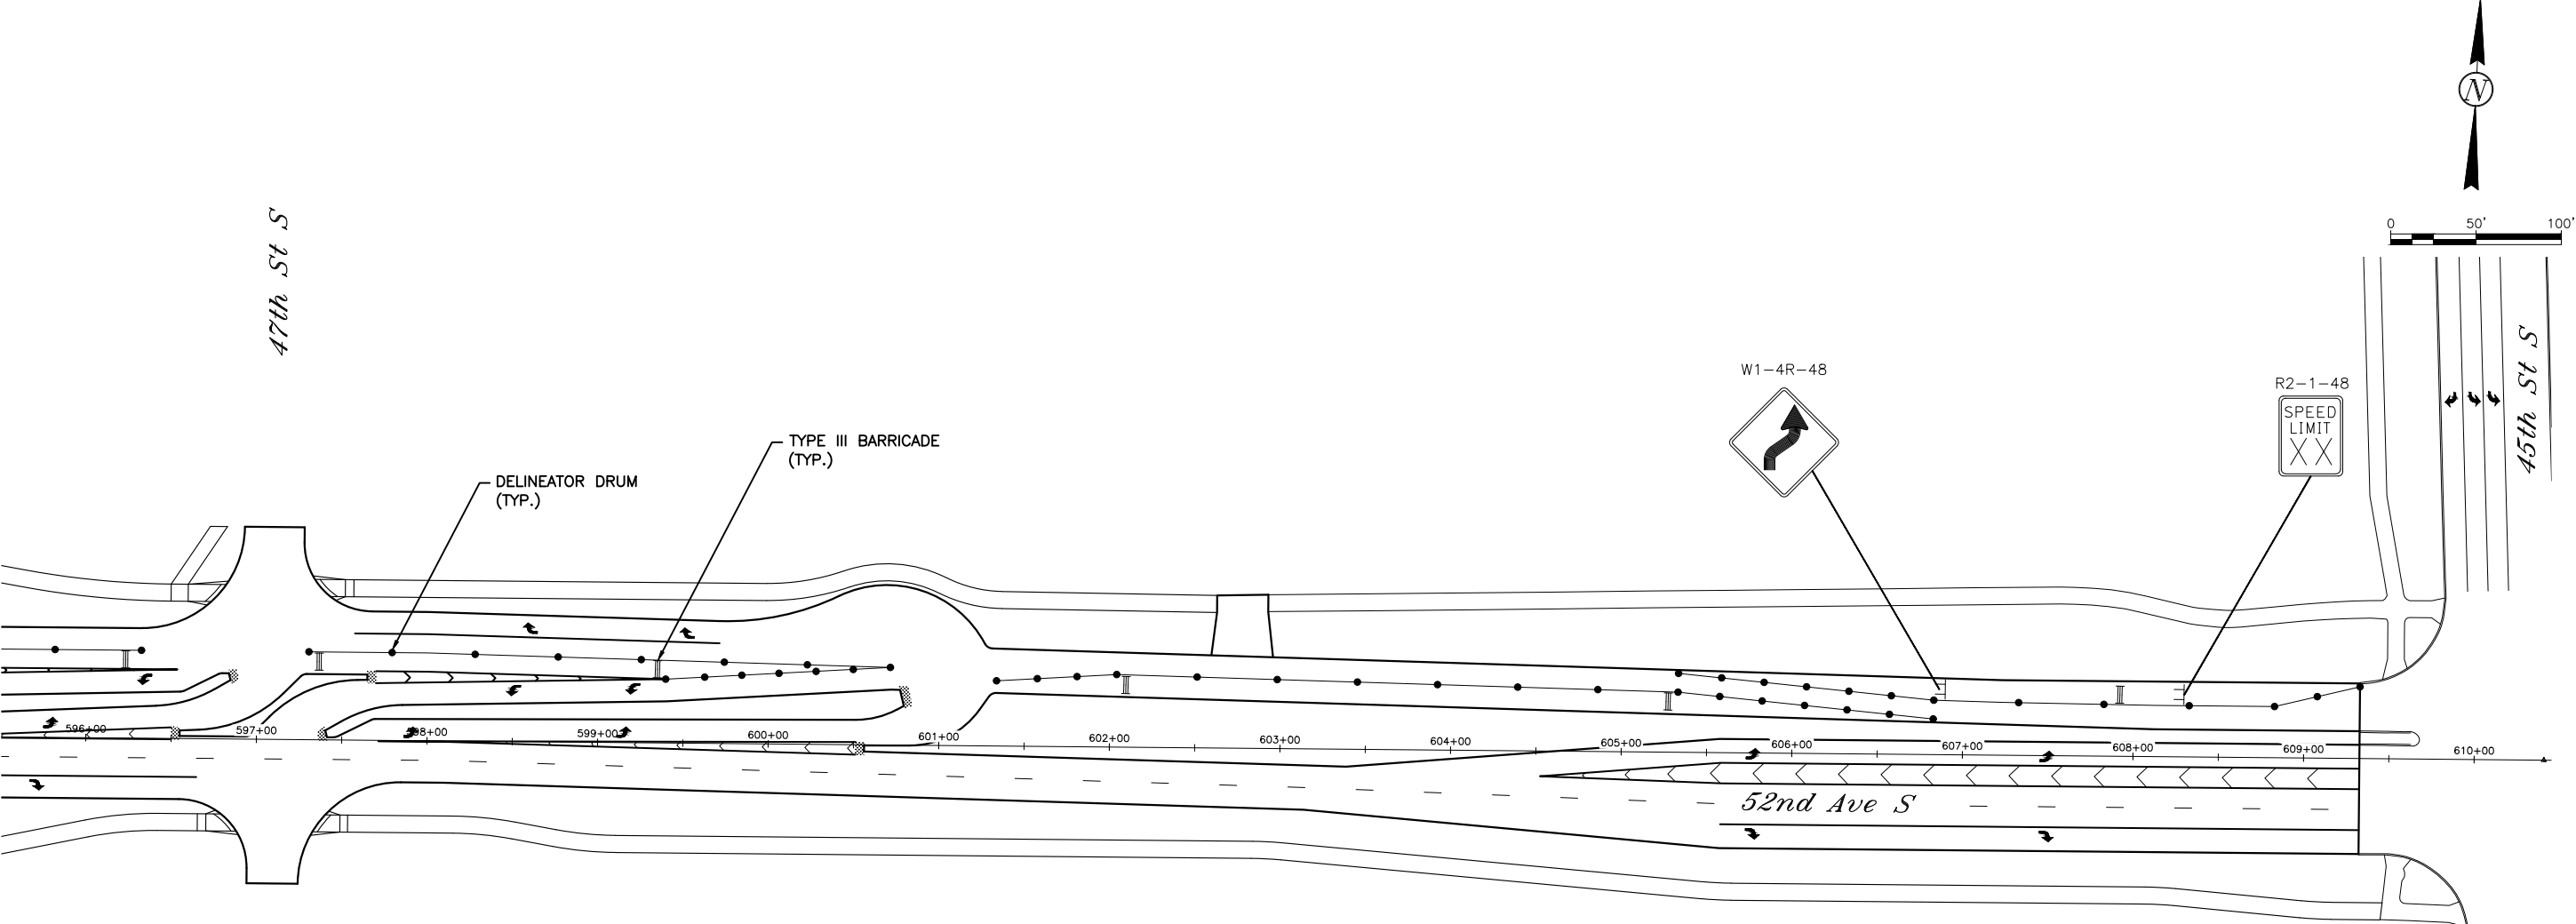 N
0 50' 100'
47th St S
45th St S
W1-4R-48
R2-1-48
SPEED
LIMIT
XX
TYPE III BARRICADE
(TYP.)
DELINEATOR DRUM
(TYP.)
596+00 597+00 598+00 599+00 600+00 601+00 602+00 603+00 604+00 605+00 606+00 607+00 608+00 609+00 610+00
52nd Ave S